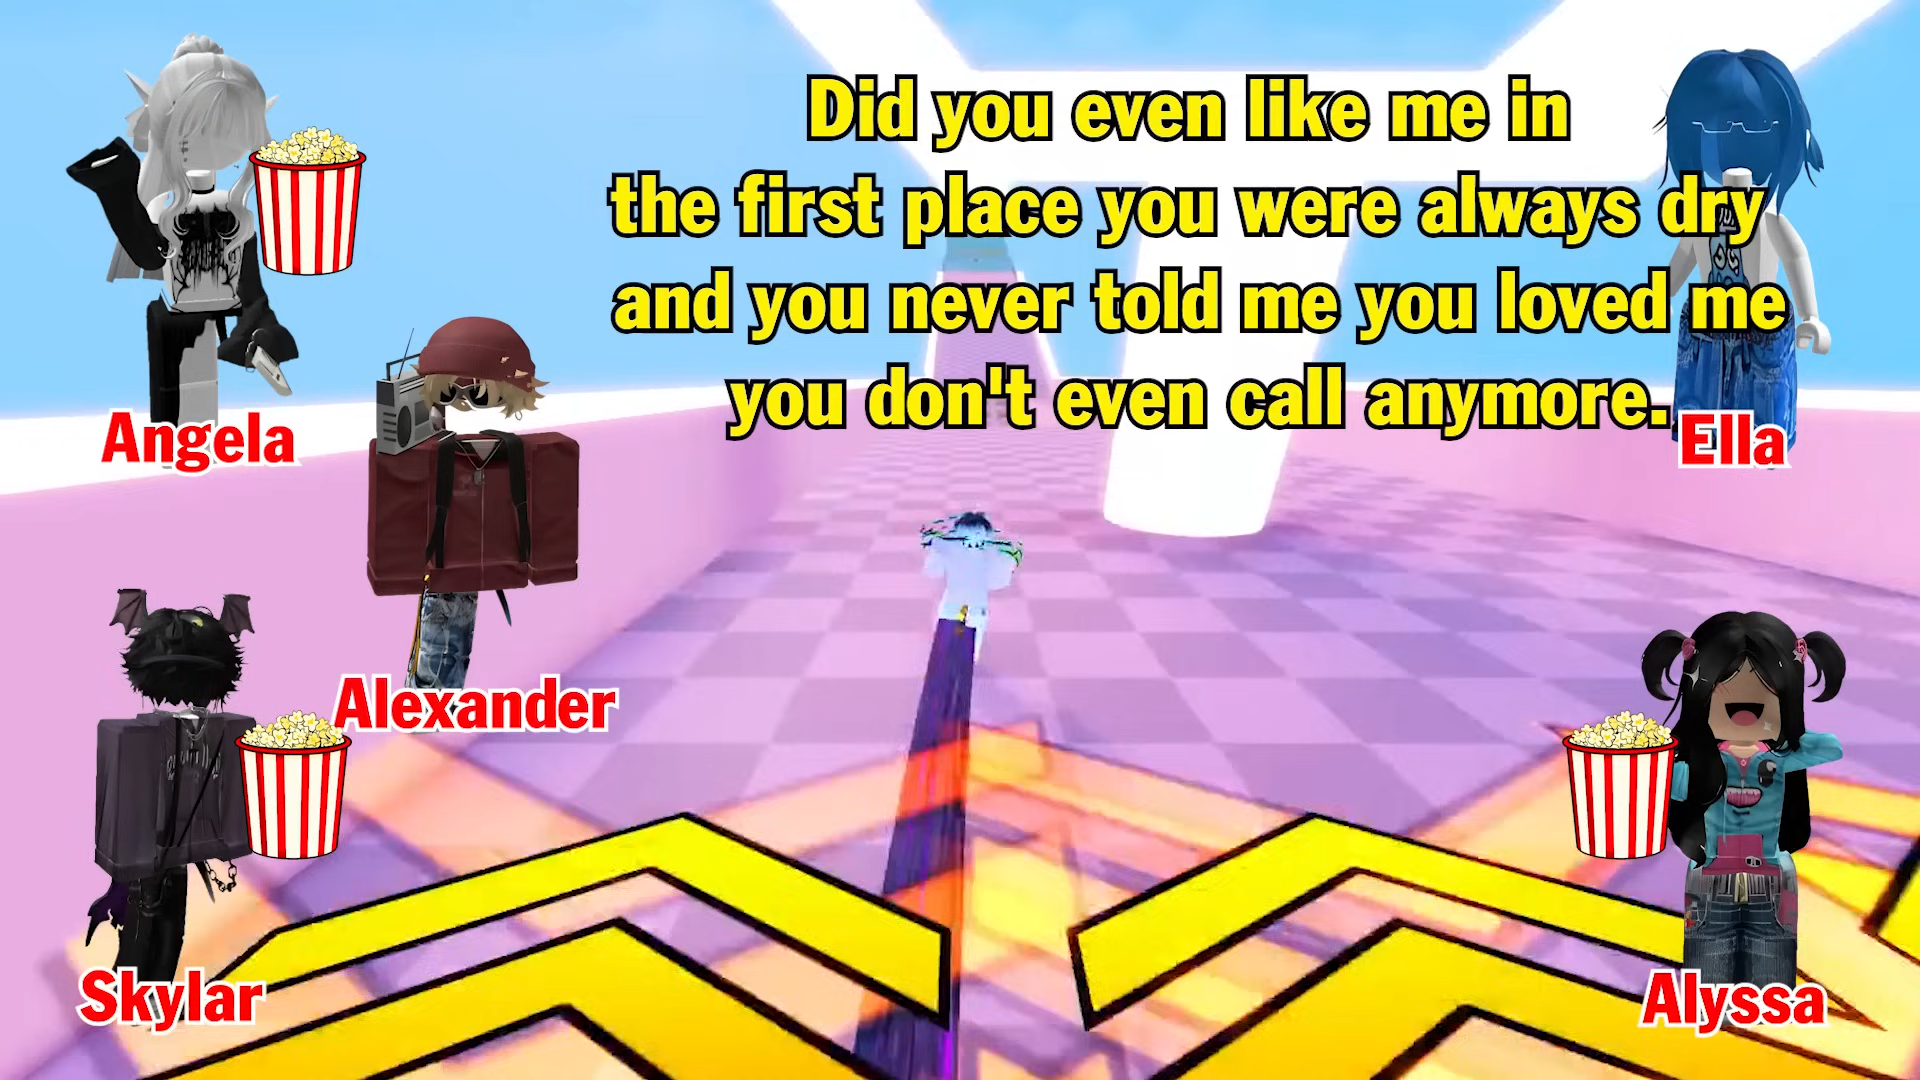 Did you even like me in
the first place you were always dry
and you never told me you loved me
you don't even call anymore.
Angela
Ella
Alexander
Skylar
Alyssa